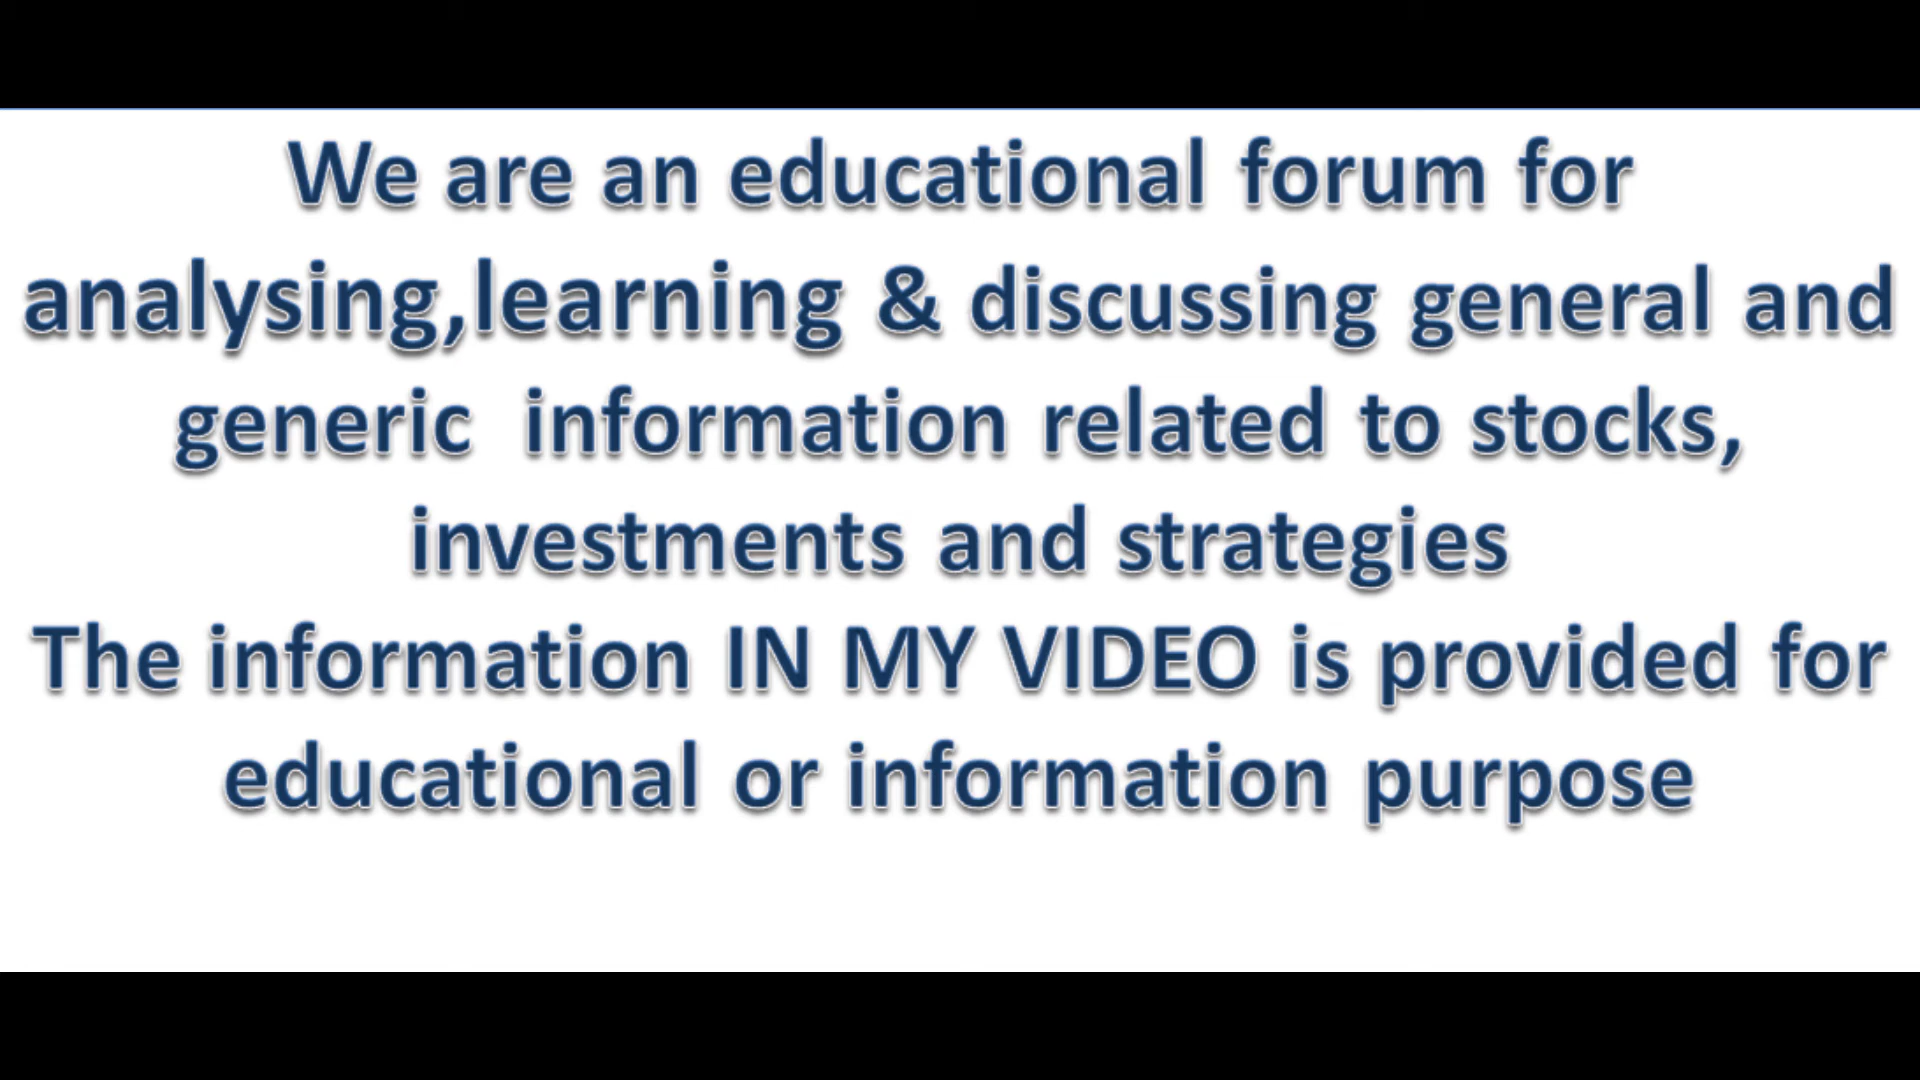 We are an educational forum for
analysing,learning & discussing general and
generic  information related to stocks,
investments and strategies
The information IN MY VIDEO is provided for
educational or information purpose